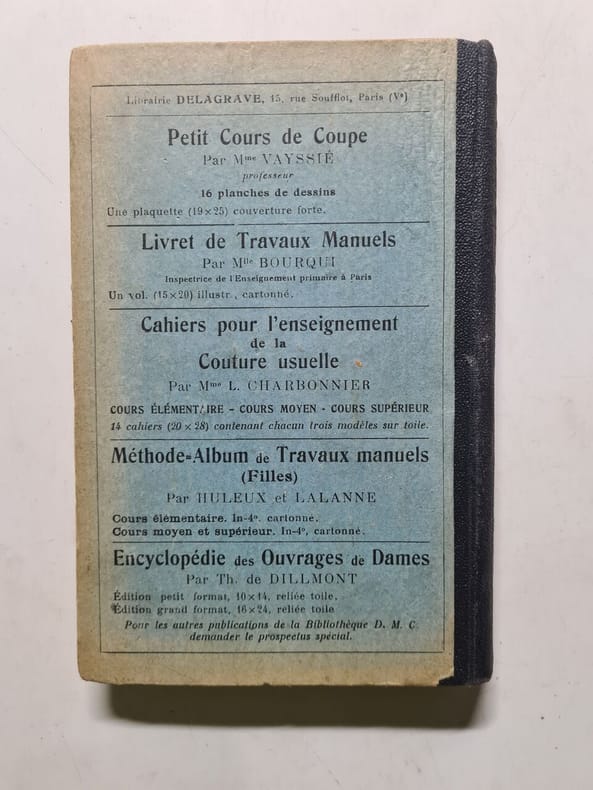 Librairie DELAGRAVE, 15, rue Soufflot, Paris (Vᵉ)
Petit Cours de Coupe
Par Mᵐᵉ VAYSSIÉ
professeur
16 planches de dessins
Une plaquette (19×25) couverture forte.
Livret de Travaux Manuels
Par Mˡˡᵉ BOURQUI
Inspectrice de l'Enseignement primaire à Paris
Un vol. (15×20) illustr., cartonné.
Cahiers pour l'enseignement
de la
Couture usuelle
Par Mᵐᵉ L. CHARBONNIER
COURS ÉLÉMENTAIRE - COURS MOYEN - COURS SUPÉRIEUR
14 cahiers (20 × 28) contenant chacun trois modèles sur toile.
Méthode=Album de Travaux manuels
(Filles)
Par HULEUX et LALANNE
Cours élémentaire. In-4º. cartonné.
Cours moyen et supérieur. In-4º, cartonné.
Encyclopédie des Ouvrages de Dames
Par Th. de DILLMONT
Édition petit format, 10×14, reliée toile.
Édition grand format, 16×24, reliée toile
Pour les autres publications de la Bibliothèque D. M. C.
demander le prospectus spécial.